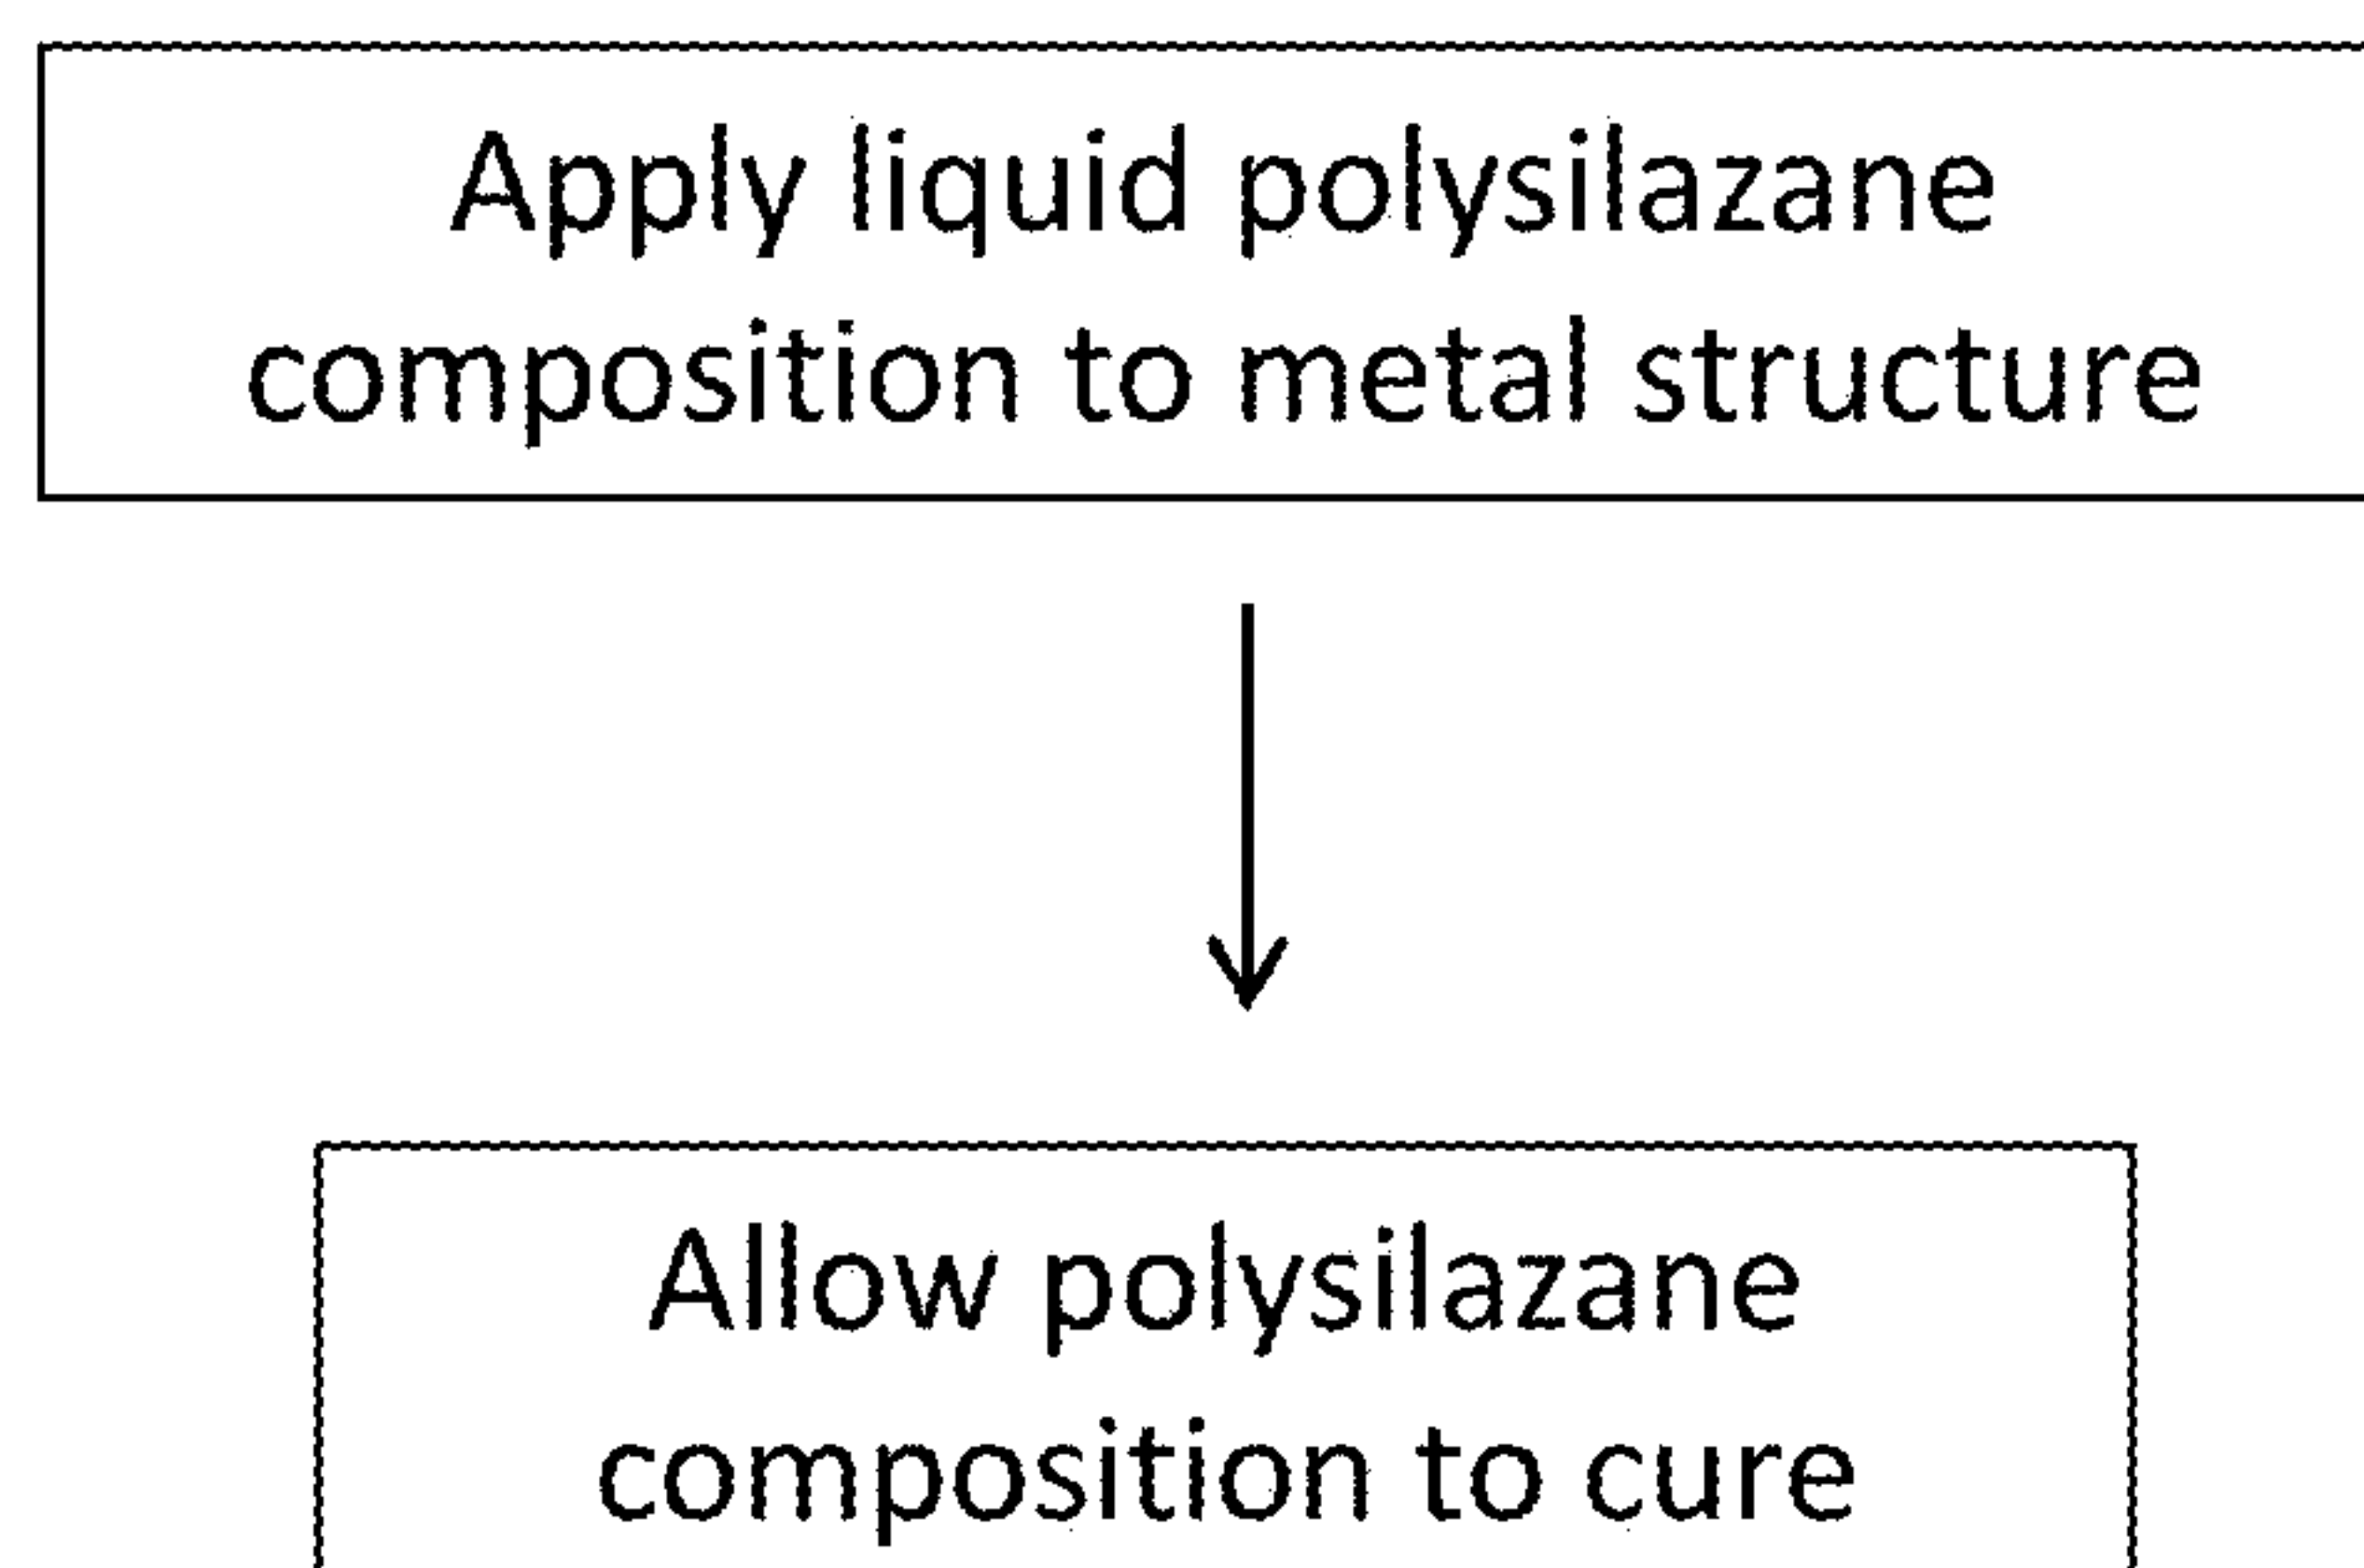 Apply liquid polysilazane
composition to metal structure
Allow polysilazane
composition to cure